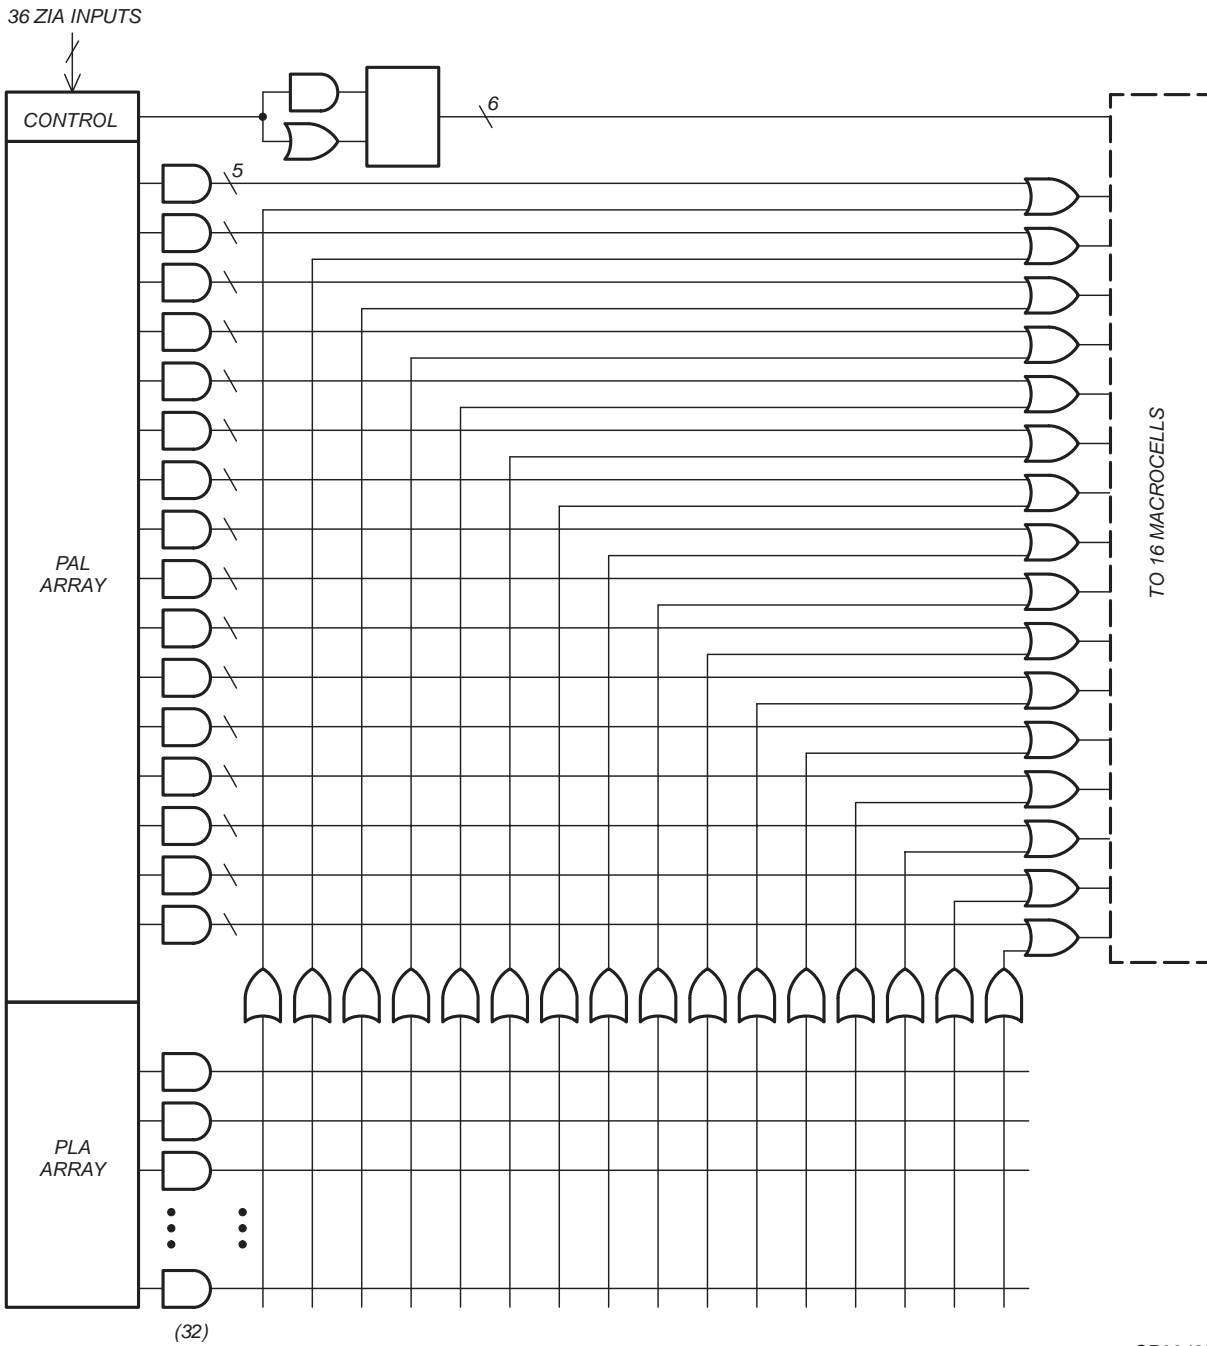 36 ZIA INPUTS
CONTROL
6
5
PAL
ARRAY
TO 16 MACROCELLS
PLA
ARRAY
(32)